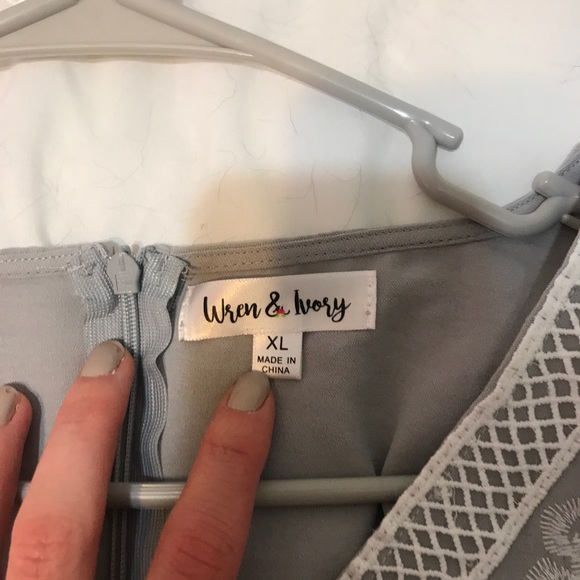 Wren & Ivory
XL
MADE IN
CHINA